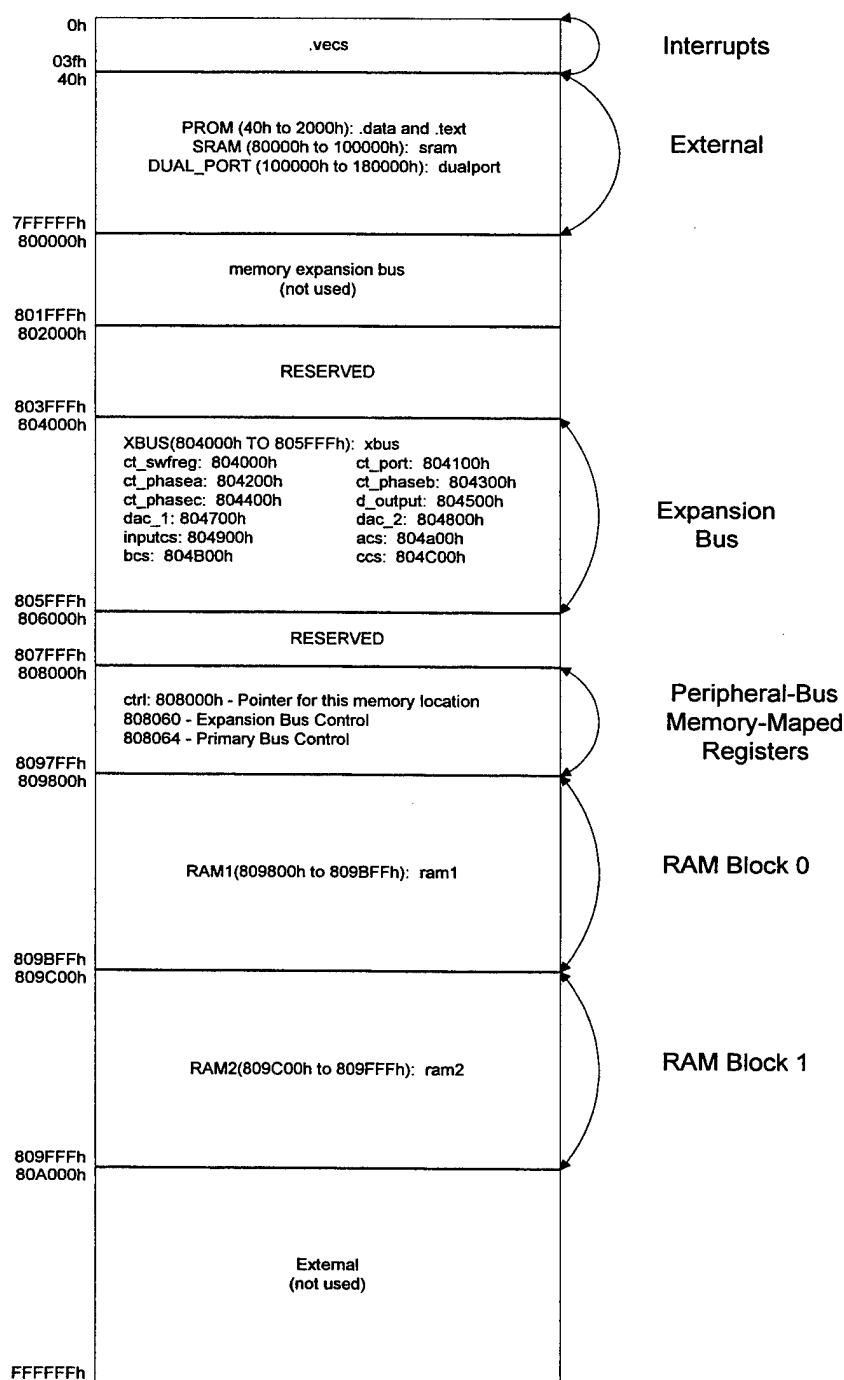 0h
.vecs
Interrupts
03fh
40h
PROM (40h to 2000h): .data and .text
SRAM (80000h to 100000h): sram
DUAL_PORT (100000h to 180000h): dualport
External
7FFFFFh
800000h
memory expansion bus
(not used)
801FFFh
802000h
RESERVED
803FFFh
804000h
XBUS(804000h TO 805FFFh): xbus
ct_swfreg: 804000h ct_port: 804100h
ct_phasea: 804200h ct_phaseb: 804300h
ct_phasec: 804400h d_output: 804500h
dac_1: 804700h dac_2: 804800h
inputcs: 804900h acs: 804a00h
bcs: 804B00h ccs: 804C00h
Expansion
Bus
805FFFh
806000h
RESERVED
807FFFh
808000h
ctrl: 808000h - Pointer for this memory location
808060 - Expansion Bus Control
808064 - Primary Bus Control
Peripheral-Bus
Memory-Maped
Registers
8097FFh
809800h
RAM1(809800h to 809BFFh): ram1
RAM Block 0
809BFFh
809C00h
RAM2(809C00h to 809FFFh): ram2
RAM Block 1
809FFFh
80A000h
External
(not used)
FFFFFFh